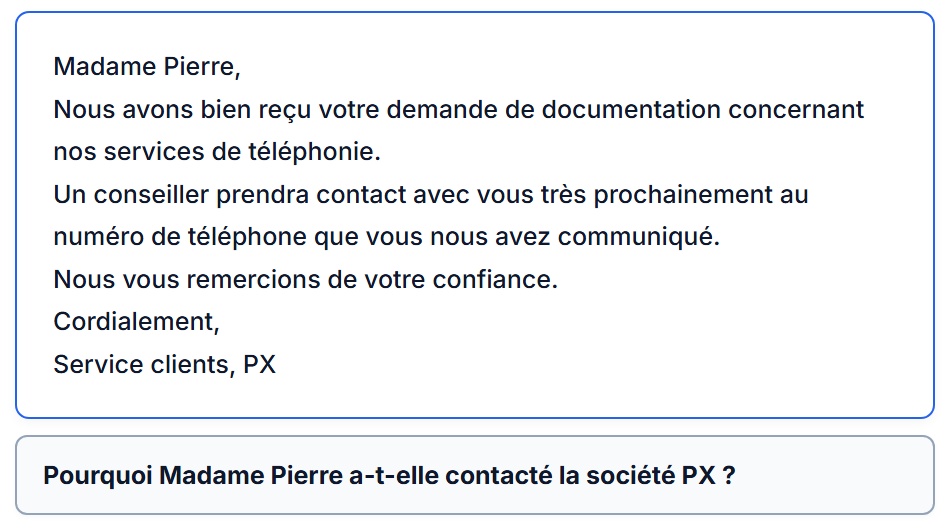 Madame Pierre,
Nous avons bien reçu votre demande de documentation concernant
nos services de téléphonie.
Un conseiller prendra contact avec vous très prochainement au
numéro de téléphone que vous nous avez communiqué.
Nous vous remercions de votre confiance.
Cordialement,
Service clients, PX
Pourquoi Madame Pierre a-t-elle contacté la société PX ?